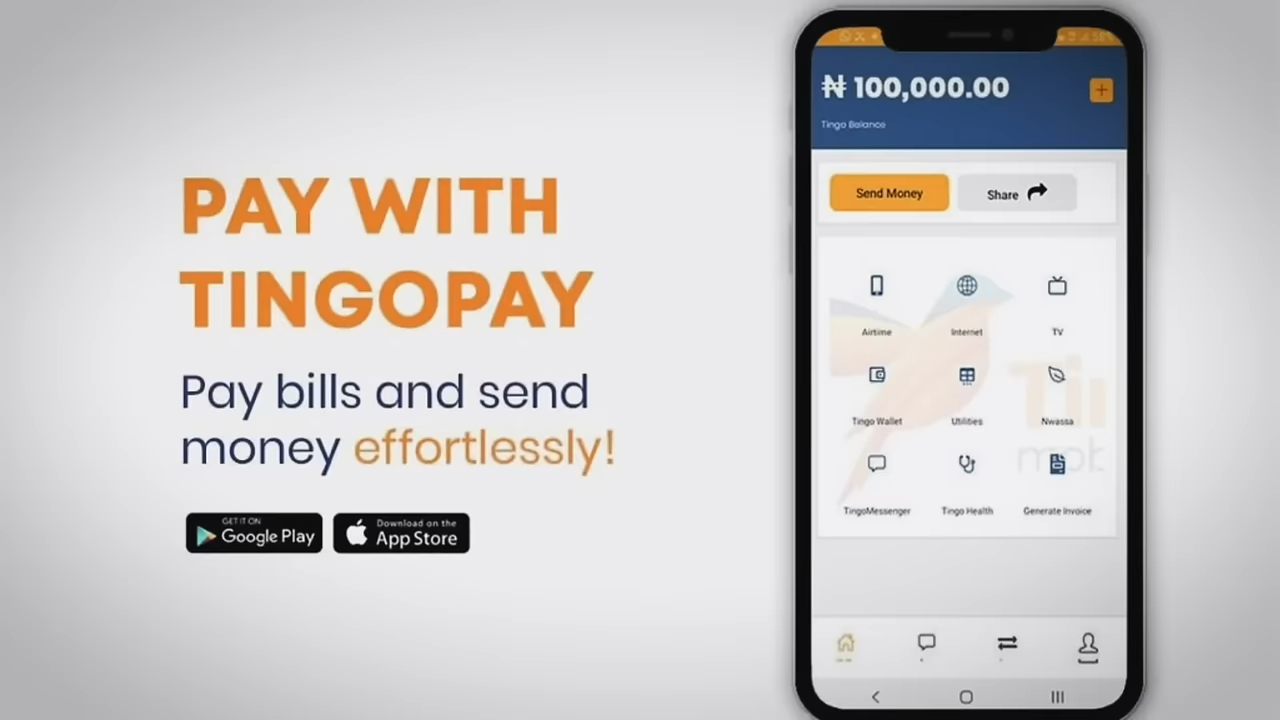 PAY WITH
TINGOPAY
Pay bills and send
money effortlessly!
GET IT ON
Google Play
Download on the
App Store
₦ 100,000.00
Tingo Balance
Send Money
Share
Airtime
Internet
TV
Tingo Wallet
Utilities
Nwassa
TingoMessenger
Tingo Health
Generate Invoice
Tin
mob